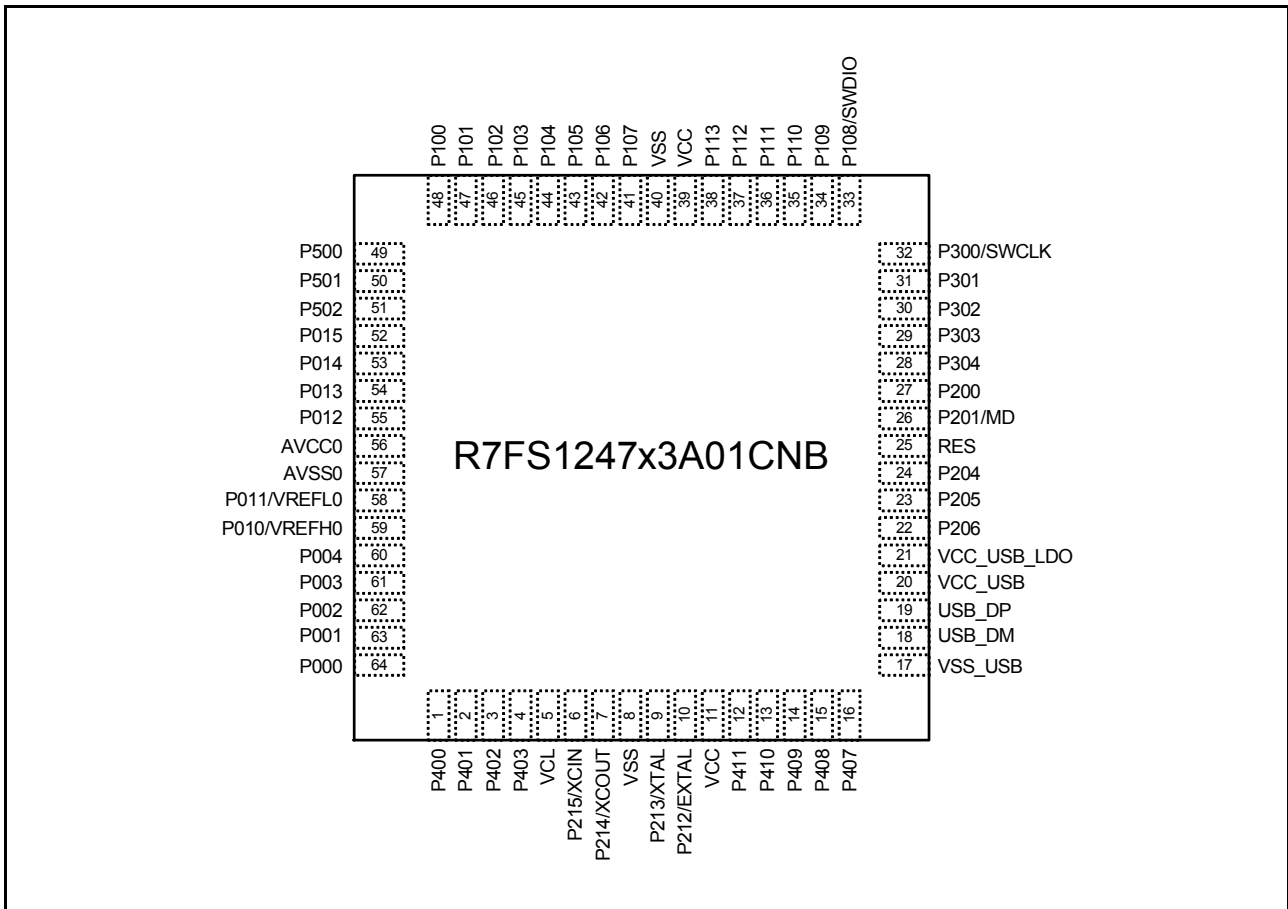 P100
P101
P102
P103
P104
P105
P106
P107
VSS
VCC
P113
P112
P111
P110
P109
P108/SWDIO
48
47
46
45
44
43
42
41
40
39
38
37
36
35
34
33
P500 49
P501 50
P502 51
P015 52
P014 53
P013 54
P012 55
AVCC0 56
AVSS0 57
P011/VREFL0 58
P010/VREFH0 59
P004 60
P003 61
P002 62
P001 63
P000 64
R7FS1247x3A01CNB
32 P300/SWCLK
31 P301
30 P302
29 P303
28 P304
27 P200
26 P201/MD
25 RES
24 P204
23 P205
22 P206
21 VCC_USB_LDO
20 VCC_USB
19 USB_DP
18 USB_DM
17 VSS_USB
1
2
3
4
5
6
7
8
9
10
11
12
13
14
15
16
P400
P401
P402
P403
VCL
P215/XCIN
P214/XCOUT
VSS
P213/XTAL
P212/EXTAL
VCC
P411
P410
P409
P408
P407